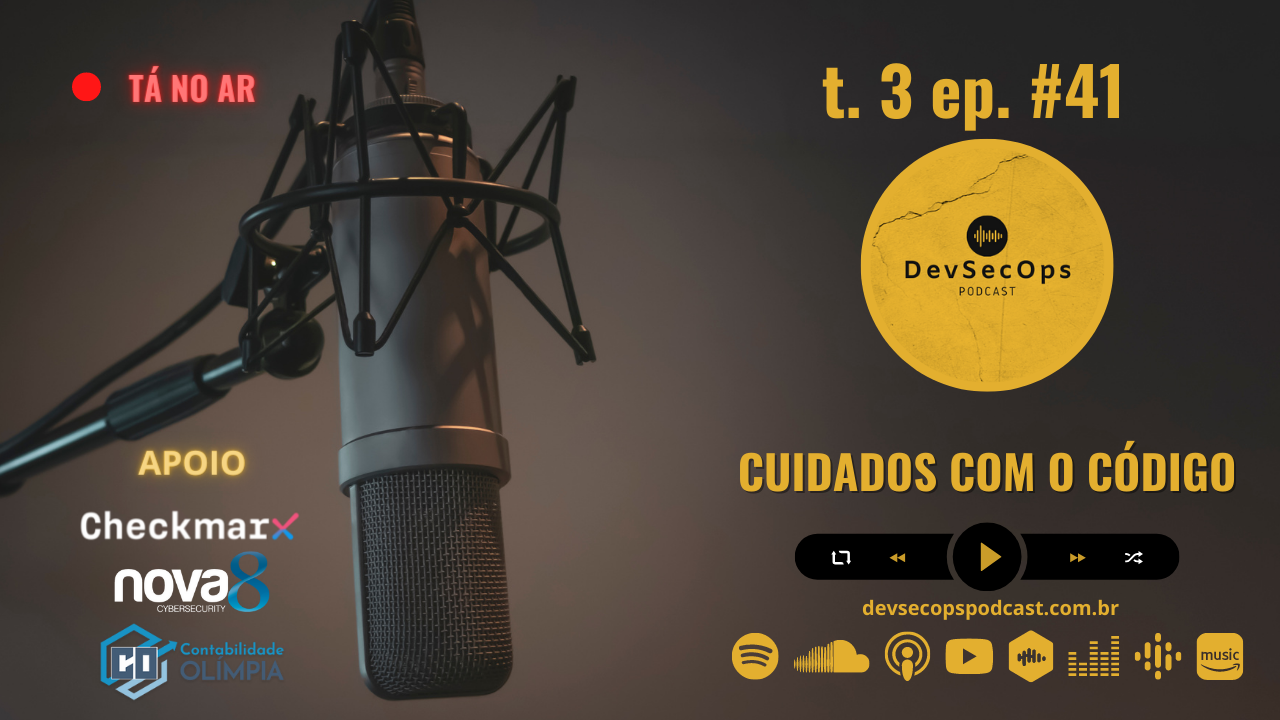 TÁ NO AR
t. 3 ep. #41
DevSecOps
PODCAST
APOIO
Checkmarx
nova8
CYBERSECURITY
CO
Contabilidade
OLÍMPIA
CUIDADOS COM O CÓDIGO
devsecopspodcast.com.br
music